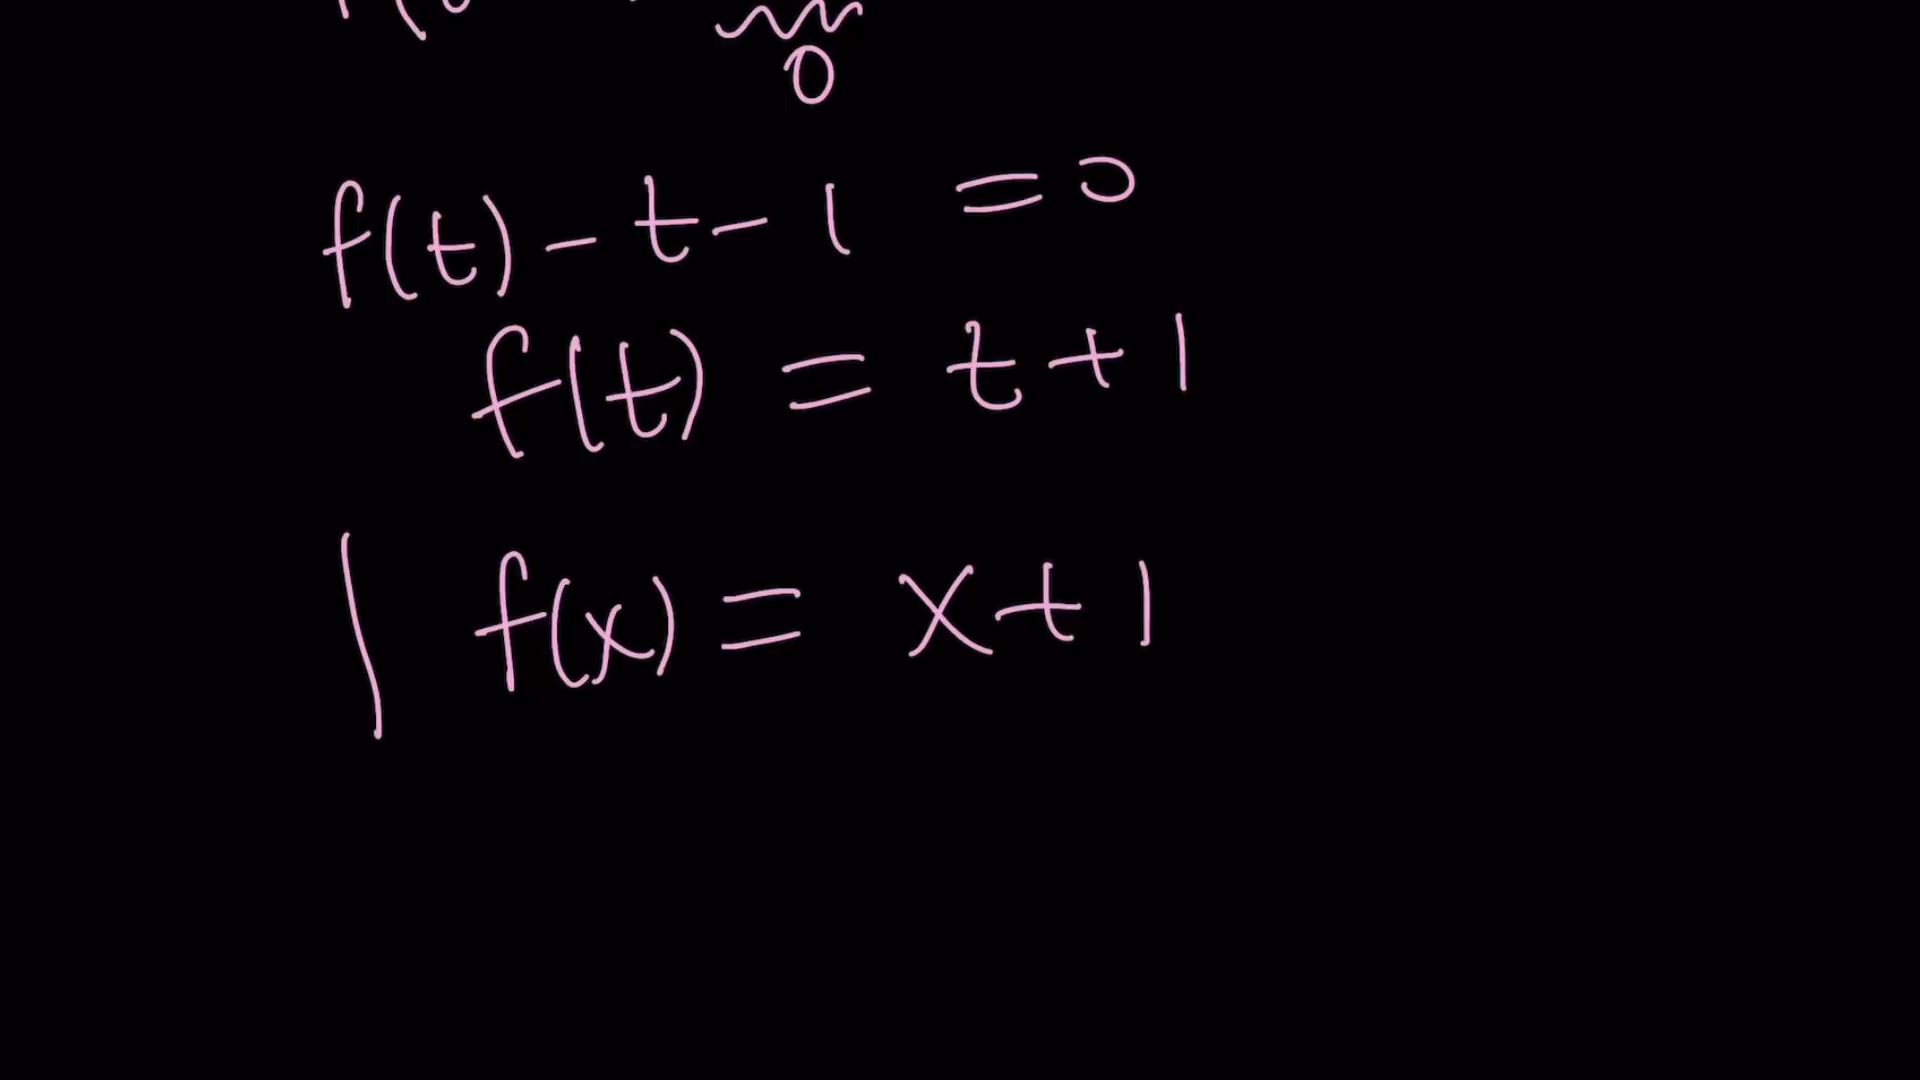 0
f(t) - t - 1 = 0
f(t) = t + 1
f(x) = x + 1